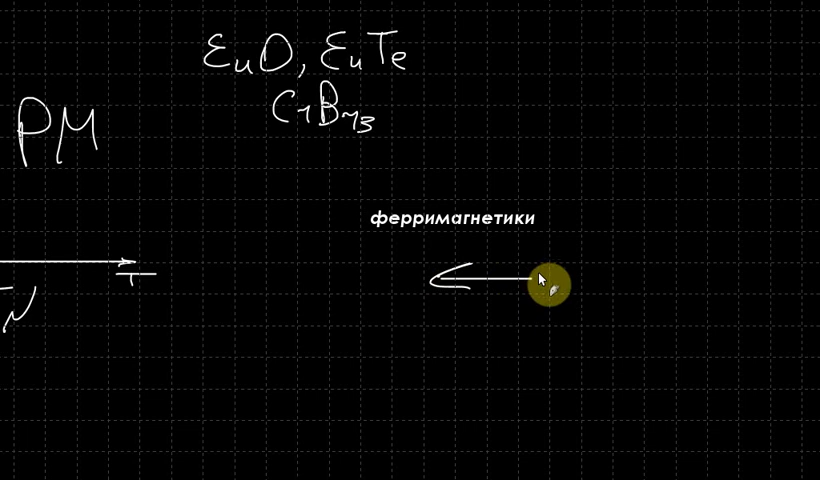 EuO, EuTe
CrBr3
PM
ферримагнетики
T
N